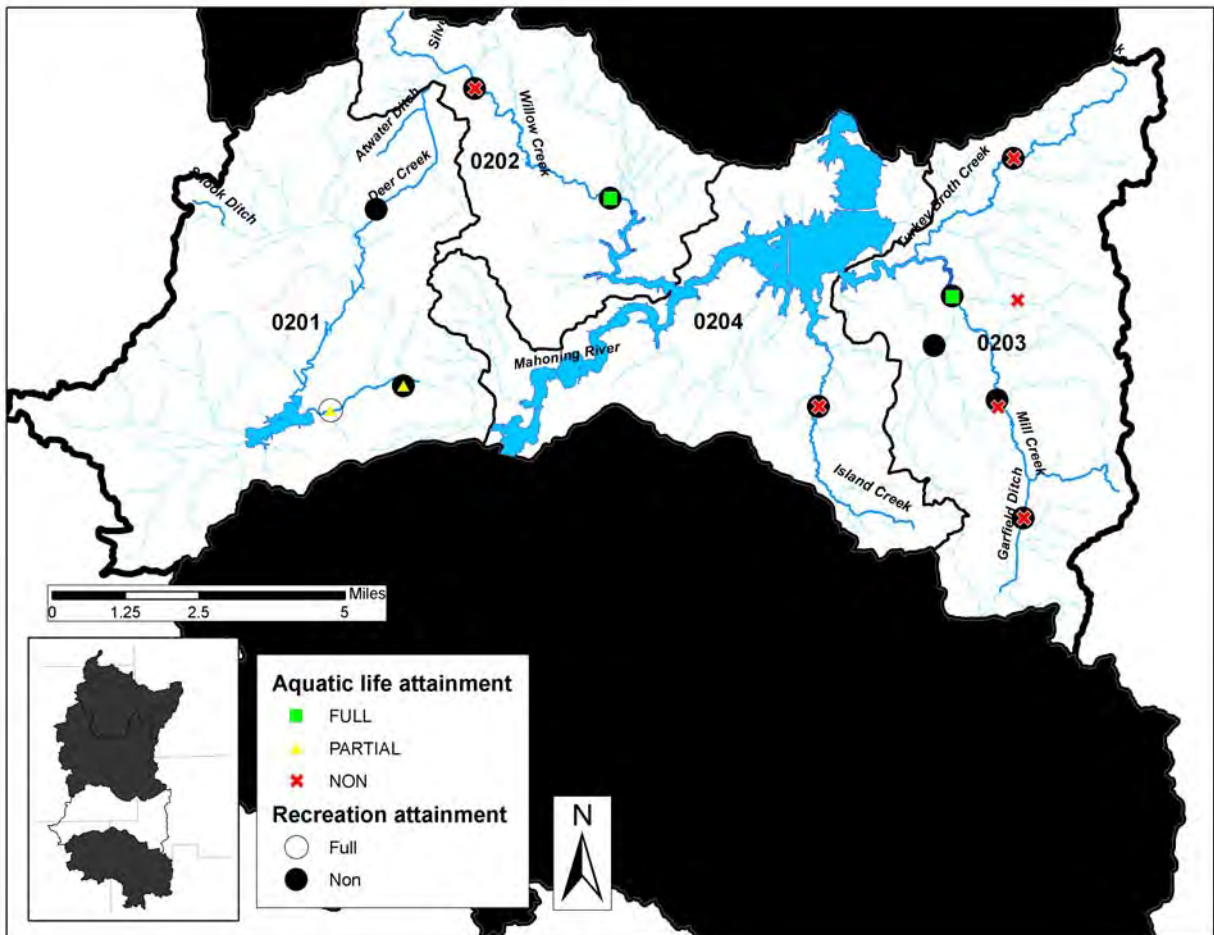 Silv
Willow Creek
Atwater Ditch
0202
Deer Creek
Turkey Broth Creek
k
0201
0204
0203
Mahoning River
Mill Creek
Island Creek
Garfield Ditch
Miles
0 1.25 2.5 5
Aquatic life attainment
FULL
PARTIAL
NON
Recreation attainment
Full
Non
N